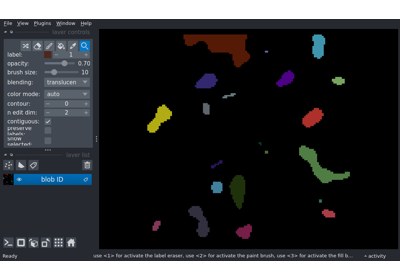 File View Plugins Window Help
layer controls
label: 1
opacity: 0.70
brush size: 10
blending: translucen
color mode: auto
contour: 0
n edit dim: 2
contiguous:
preserve
labels:
show
selected:
layer list
blob ID
Ready use <1> for activate the label eraser, use <2> for activate the paint brush, use <3> for activate the fill b... activity